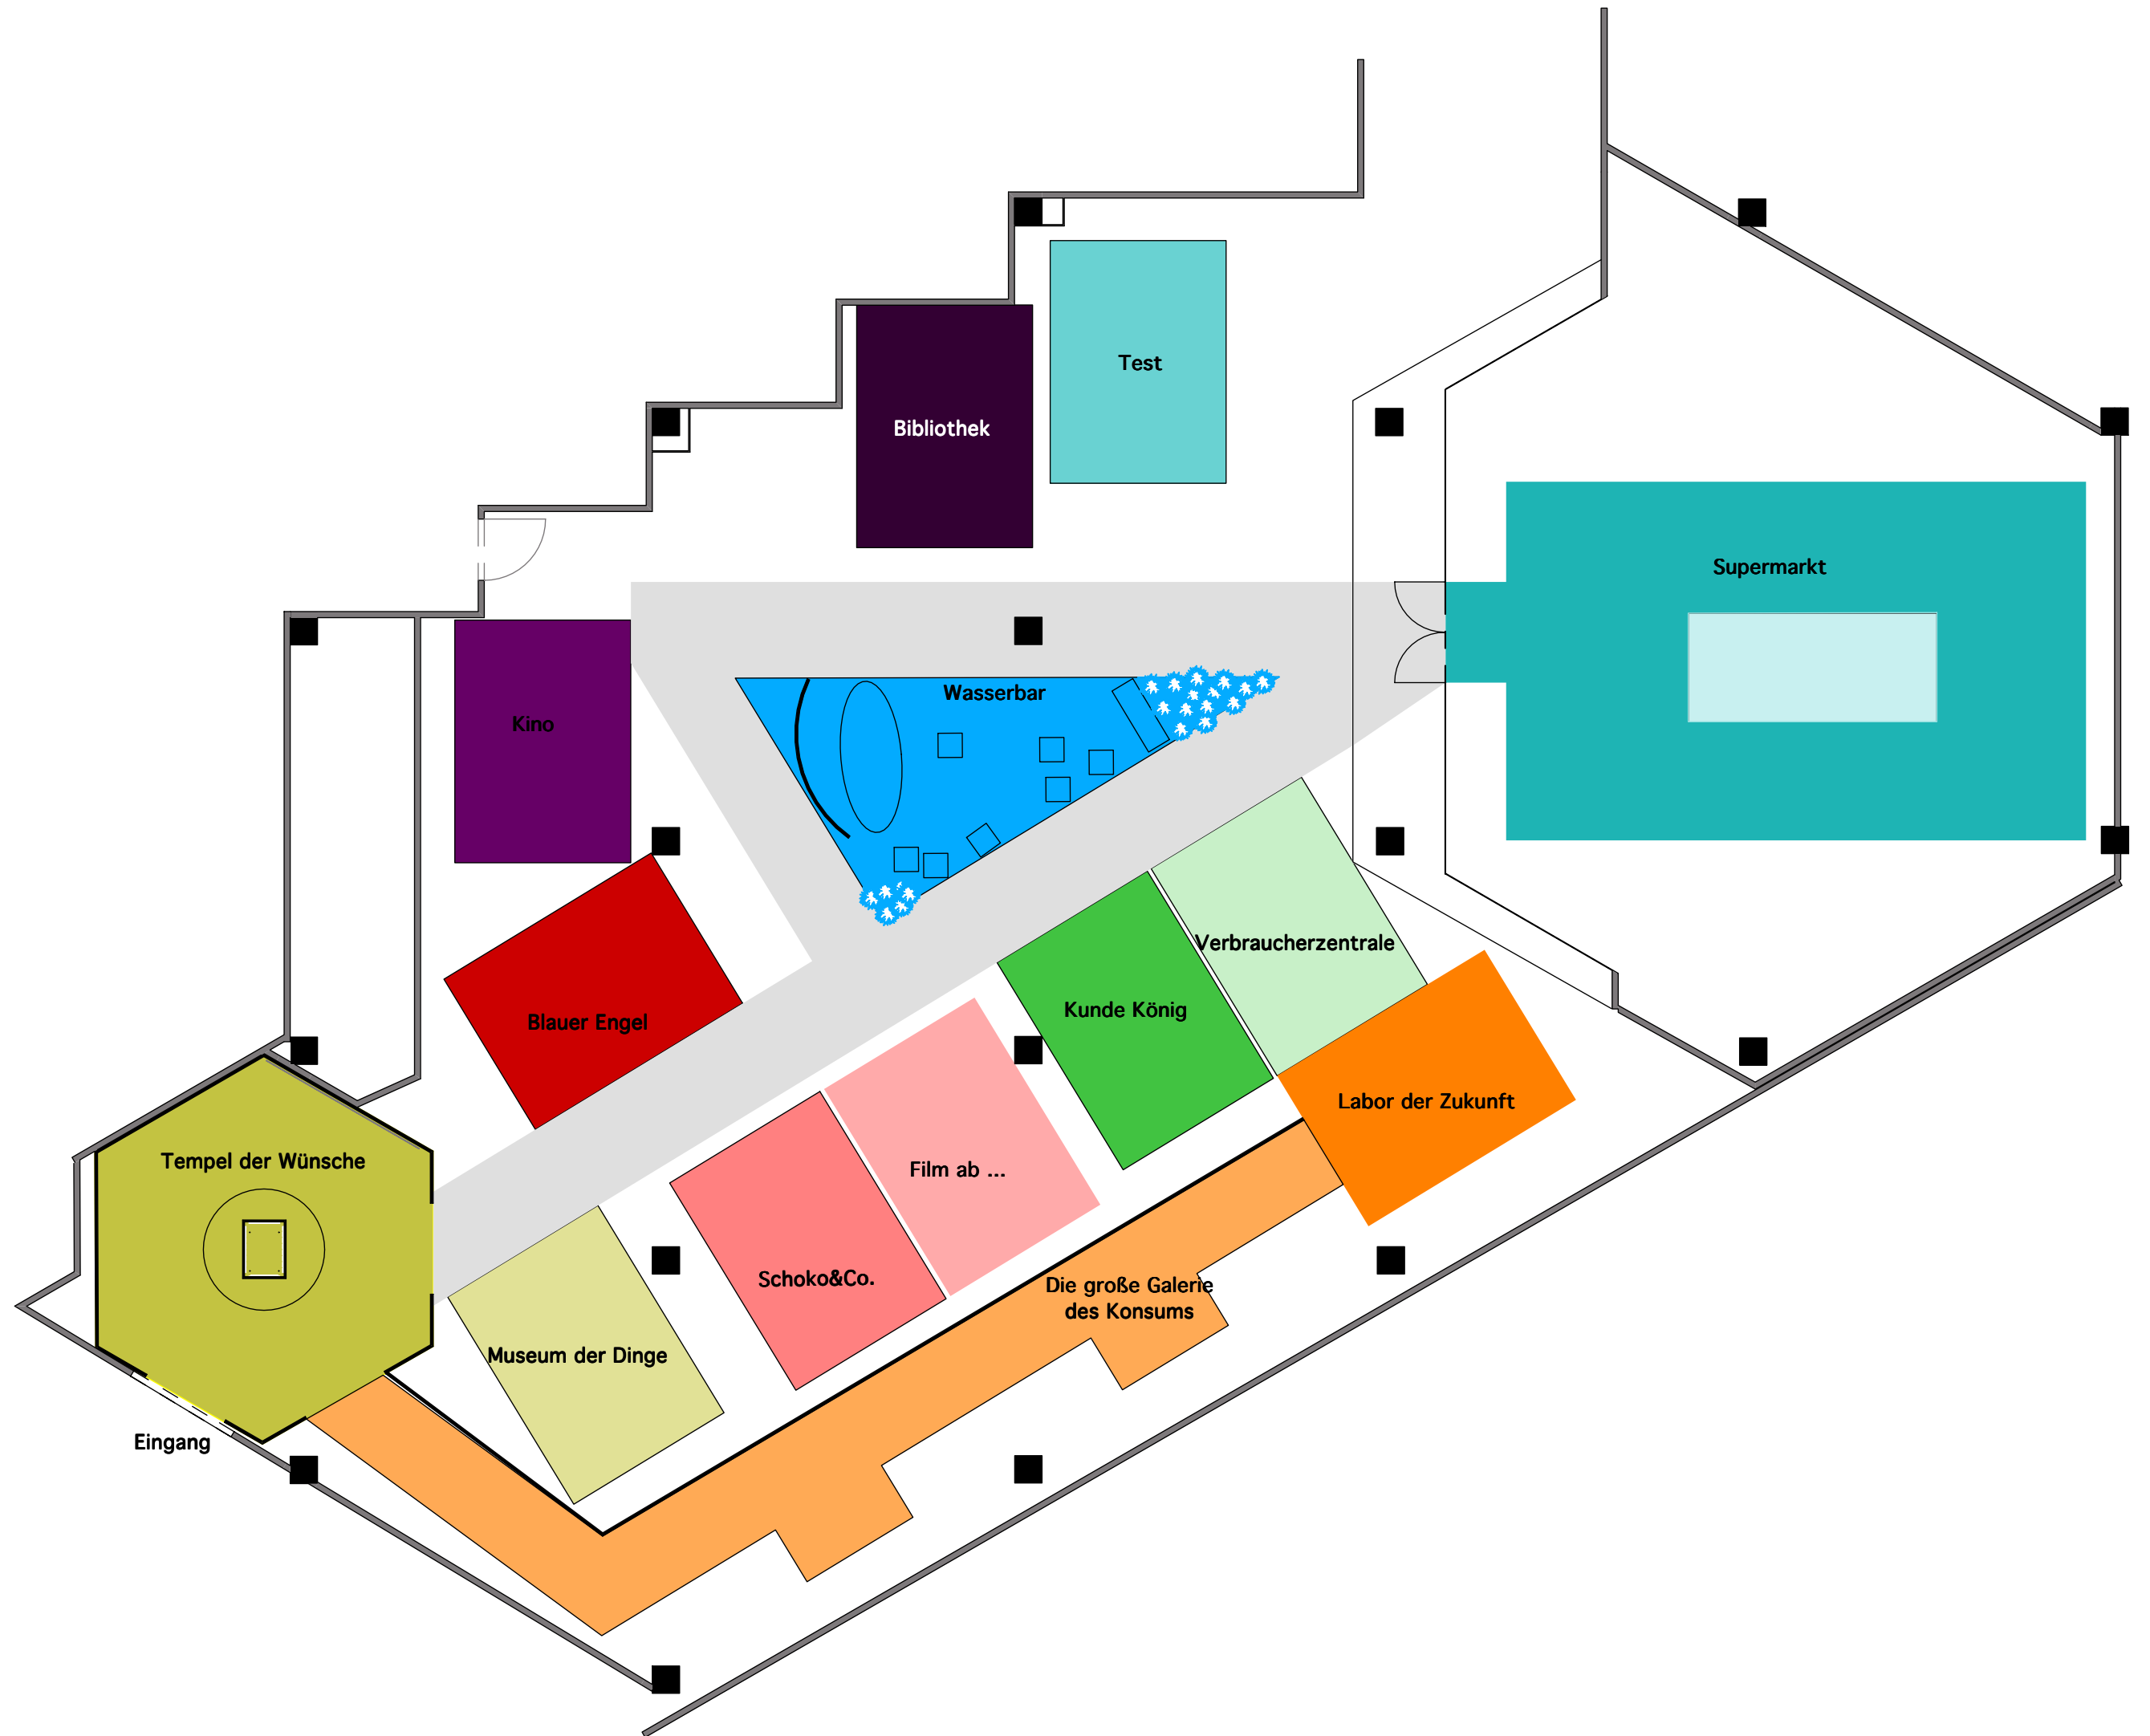 Test
Bibliothek
Supermarkt
Wasserbar
Kino
Verbraucherzentrale
Kunde König
Blauer Engel
Labor der Zukunft
Tempel der Wünsche
Film ab ...
Schoko&Co.
Die große Galerie
des Konsums
Museum der Dinge
Eingang